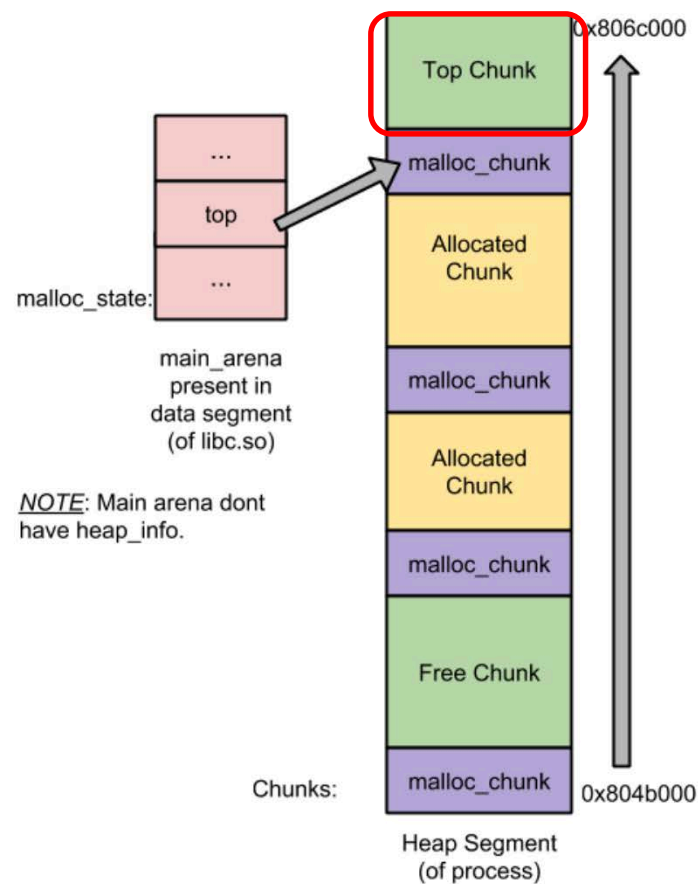 0x806c000
Top Chunk
malloc_chunk
...
top
...
malloc_state:
main_arena
present in
data segment
(of libc.so)
NOTE: Main arena dont
have heap_info.
Allocated
Chunk
malloc_chunk
Allocated
Chunk
malloc_chunk
Free Chunk
Chunks:
malloc_chunk
0x804b000
Heap Segment
(of process)